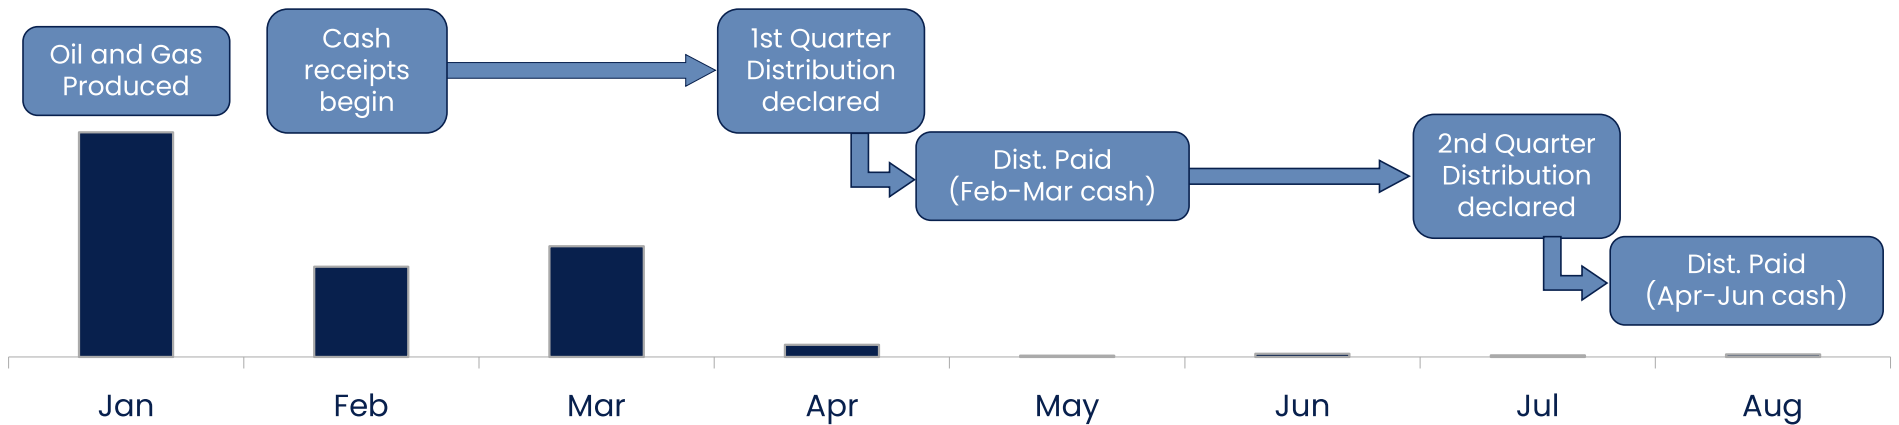 Oil and Gas
Produced
Cash
receipts
begin
1st Quarter
Distribution
declared
Dist. Paid
(Feb-Mar cash)
2nd Quarter
Distribution
declared
Dist. Paid
(Apr-Jun cash)
Jan
Feb
Mar
Apr
May
Jun
Jul
Aug